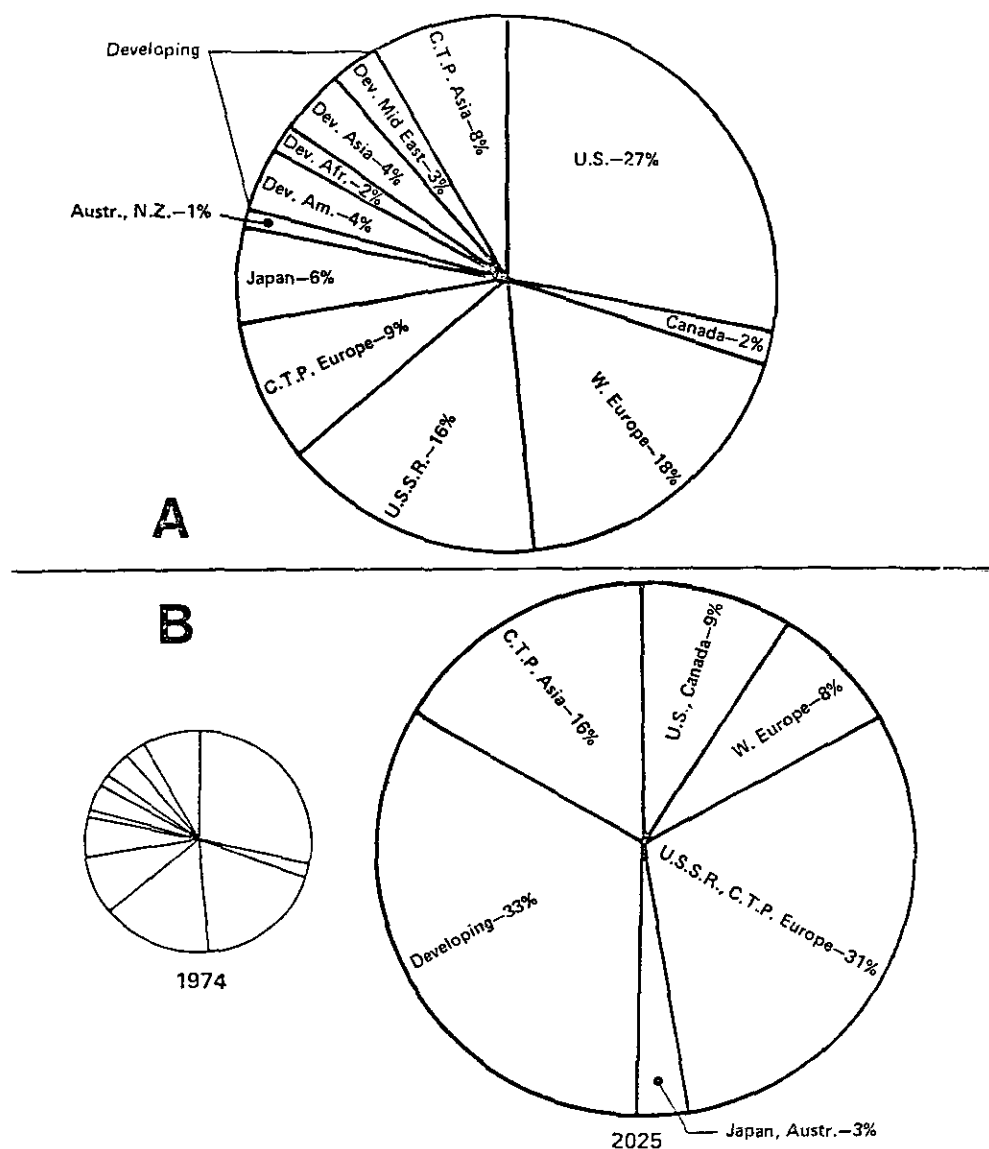 Developing
C.T.P. Asia–8%
Dev. Mid East–3%
Dev. Asia–4%
Dev. Afr.–2%
Dev. Am.–4%
Austr., N.Z.–1%
U.S.–27%
Japan–6%
Canada–2%
C.T.P. Europe–9%
W. Europe–18%
U.S.S.R.–16%
A
B
C.T.P. Asia–16%
U.S., Canada–9%
W. Europe–8%
U.S.S.R., C.T.P. Europe–31%
Developing–33%
1974
Japan, Austr.–3%
2025